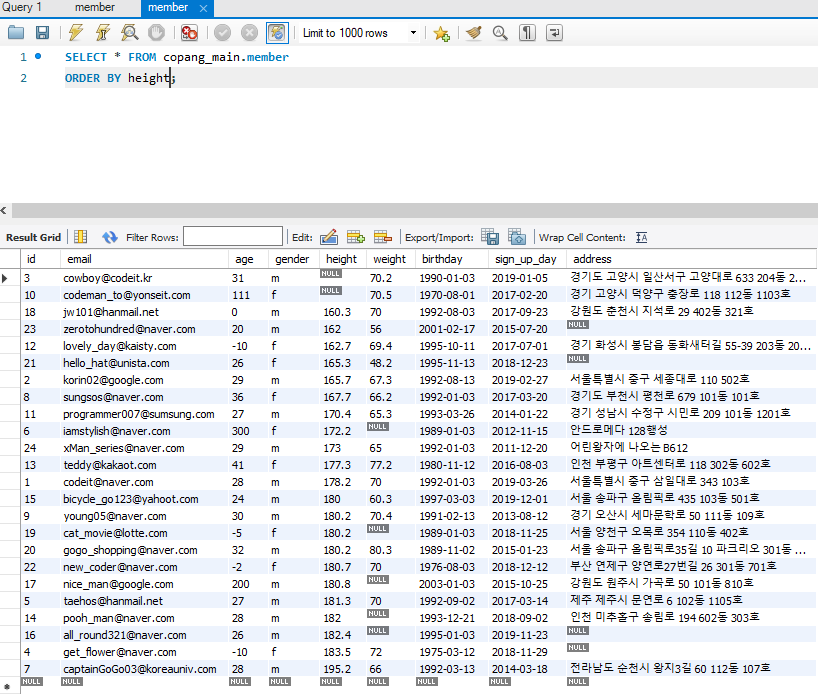 Query 1 member member
Limit to 1000 rows
1 SELECT * FROM copang_main.member
2 ORDER BY height;
Result Grid Filter Rows: Edit: Export/Import: Wrap Cell Content:
id email age gender height weight birthday sign_up_day address
3 cowboy@codeit.kr 31 m NULL 70.2 1990-01-03 2019-01-05 경기도 고양시 일산서구 고양대로 633 204동 2...
10 codeman_to@yonseit.com 111 f NULL 70.5 1970-08-01 2017-02-20 경기 고양시 덕양구 충장로 118 112동 1103호
18 jw101@hanmail.net 0 m 160.3 70 1992-08-03 2017-09-23 강원도 춘천시 지석로 29 402동 321호
23 zerotohundred@naver.com 20 m 162 56 2001-02-17 2015-07-20 NULL
12 lovely_day@kaisty.com -10 f 162.7 69.4 1995-10-11 2017-07-01 경기 화성시 봉담읍 동화새터길 55-39 203동 20...
21 hello_hat@unista.com 26 f 165.3 48.2 1995-11-13 2018-12-23 NULL
2 korin02@google.com 29 m 165.7 67.3 1992-08-13 2019-02-27 서울특별시 중구 세종대로 110 502호
8 sungsos@naver.com 36 f 167.7 66.2 1992-01-03 2017-03-20 경기도 부천시 평천로 679 101동 101호
11 programmer007@sumsung.com 27 m 170.4 65.3 1993-03-26 2014-01-22 경기 성남시 수정구 시민로 209 101동 1201호
6 iamstylish@naver.com 300 f 172.2 NULL 1989-01-03 2012-11-15 안드로메다 128행성
24 xMan_series@naver.com 29 m 173 65 1992-01-03 2011-12-20 어린왕자에 나오는 B612
13 teddy@kakaot.com 41 f 177.3 77.2 1980-11-12 2016-08-03 인천 부평구 아트센터로 118 302동 602호
1 codeit@naver.com 28 m 178.2 70 1992-01-03 2019-03-26 서울특별시 중구 삼일대로 343 103호
15 bicycle_go123@yahoot.com 24 m 180 60.3 1997-03-03 2019-12-01 서울 송파구 올림픽로 435 103동 501호
9 young05@naver.com 30 m 180.2 70.4 1991-02-13 2013-08-12 경기 오산시 세마문학로 50 111동 109호
19 cat_movie@lotte.com -5 f 180.2 NULL 1989-01-03 2018-11-25 서울 양천구 오목로 354 110동 402호
20 gogo_shopping@naver.com 32 m 180.2 80.3 1989-11-02 2015-01-23 서울 송파구 올림픽로35길 10 파크리오 301동 ...
22 new_coder@naver.com -2 f 180.7 70 1976-08-03 2018-12-12 부산 연제구 양연로27번길 26 301동 701호
17 nice_man@google.com 200 m 180.8 NULL 2003-01-03 2015-10-25 강원도 원주시 가곡로 50 101동 810호
5 taehos@hanmail.net 27 m 181.3 70 1992-09-02 2017-03-14 제주 제주시 문연로 6 102동 1105호
14 pooh_man@naver.com 28 m 182 NULL 1993-12-21 2018-09-02 인천 미추홀구 송림로 194 602동 303호
16 all_round321@naver.com 26 m 182.4 NULL 1995-01-03 2019-11-23 NULL
4 get_flower@naver.com -10 f 183.5 72 1975-03-12 2018-11-29 NULL
7 captainGoGo03@koreauniv.com 28 m 195.2 66 1992-03-13 2014-03-18 전라남도 순천시 왕지3길 60 112동 107호
NULL NULL NULL NULL NULL NULL NULL NULL NULL